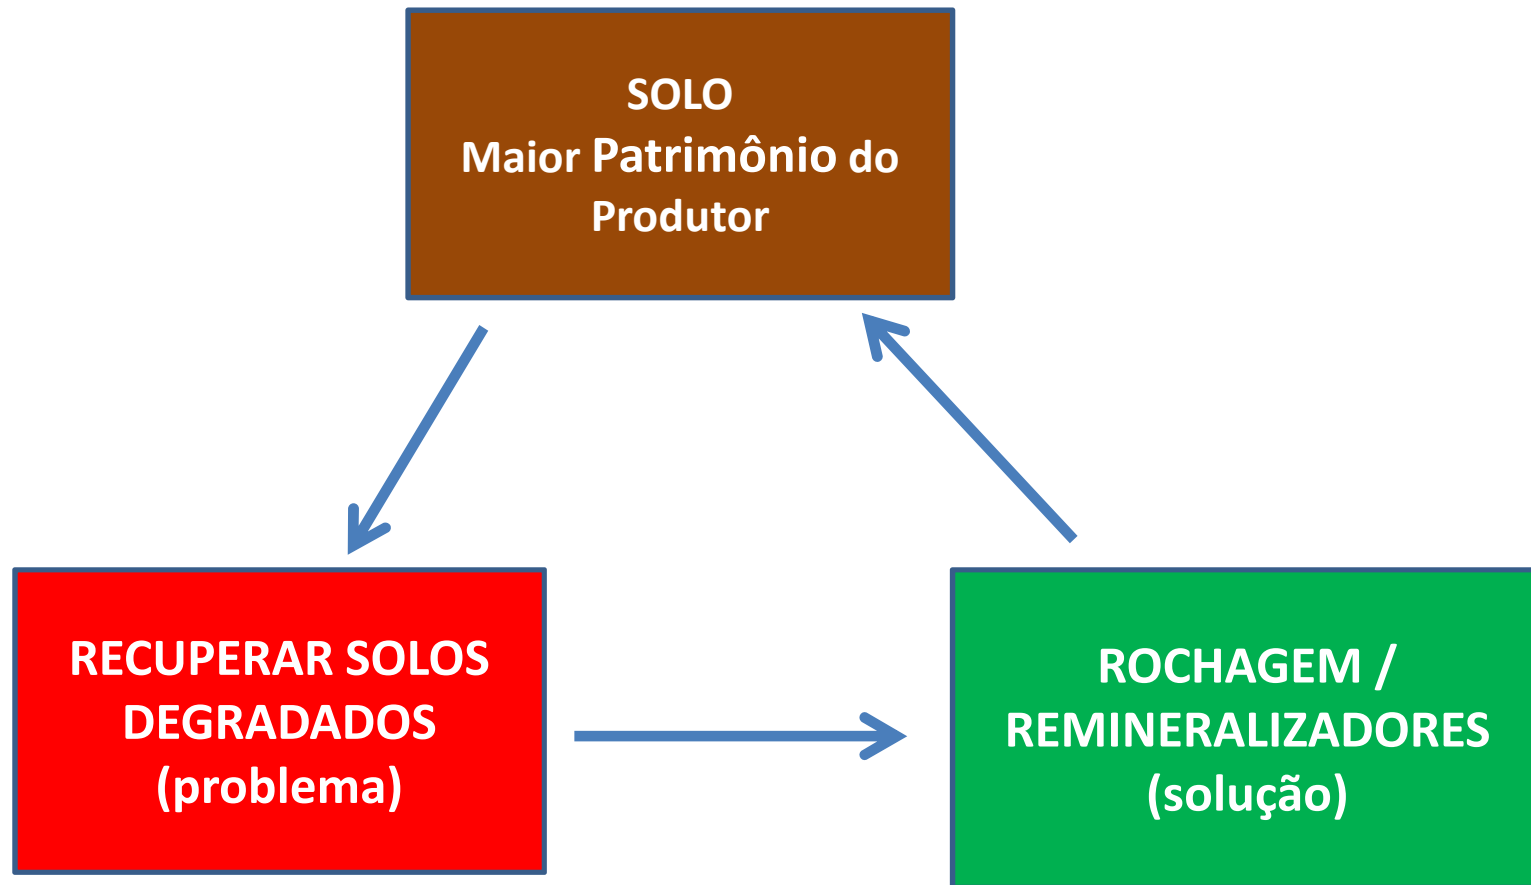 SOLO
Maior Patrimônio do
Produtor
RECUPERAR SOLOS
DEGRADADOS
(problema)
ROCHAGEM /
REMINERALIZADORES
(solução)